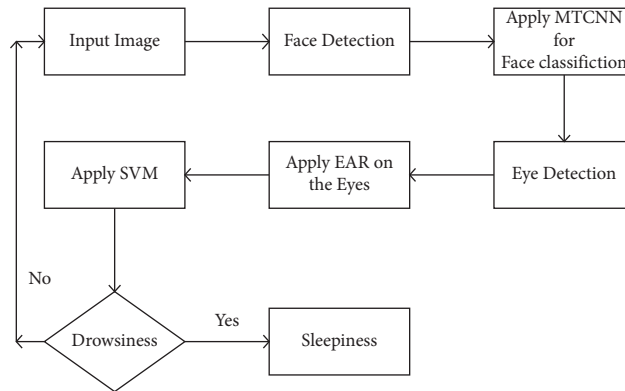 Input Image
Face Detection
Apply MTCNN
for
Face classifiction
Apply SVM
Apply EAR on
the Eyes
Eye Detection
No
Drowsiness
Yes
Sleepiness